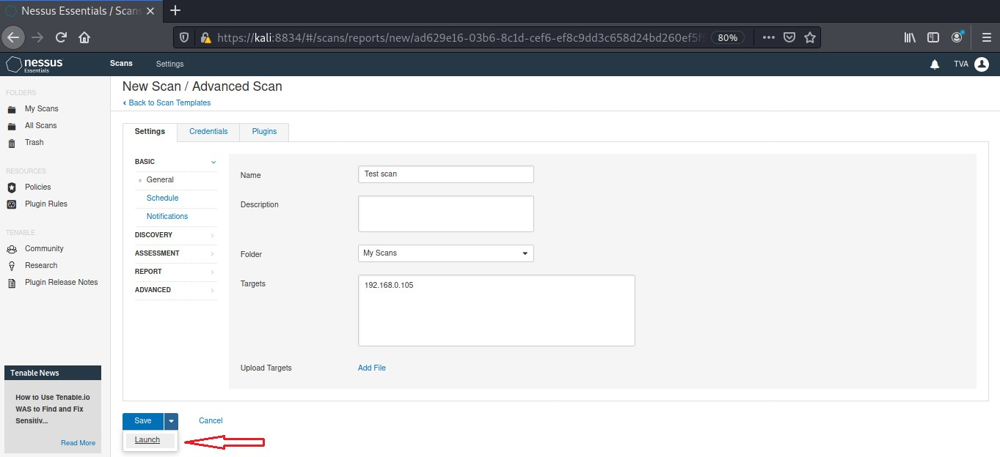 Nessus Essentials / Scans
https://kali:8834/#/scans/reports/new/ad629e16-03b6-8c1d-cef6-ef8c9dd3c658d24bd260ef5f
80%
nessus
Essentials
Scans
Settings
TVA
FOLDERS
My Scans
All Scans
Trash
RESOURCES
Policies
Plugin Rules
TENABLE
Community
Research
Plugin Release Notes
Tenable News
How to Use Tenable.io
WAS to Find and Fix
Sensitiv...
Read More
New Scan / Advanced Scan
Back to Scan Templates
Settings
Credentials
Plugins
BASIC
General
Schedule
Notifications
DISCOVERY
ASSESSMENT
REPORT
ADVANCED
Name
Test scan
Description
Folder
My Scans
Targets
192.168.0.105
Upload Targets
Add File
Save
Cancel
Launch